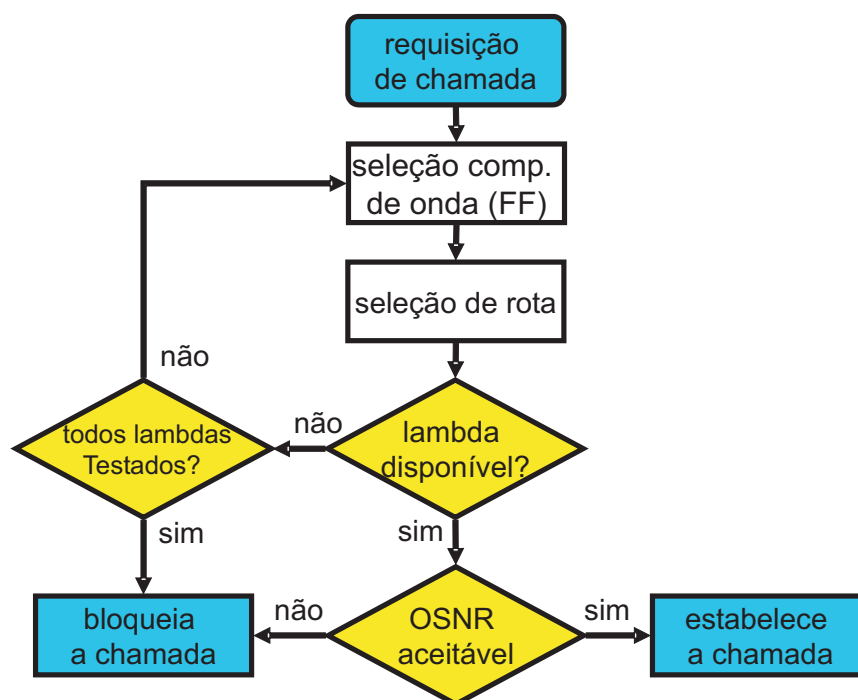 requisição
de chamada
seleção comp.
de onda (FF)
seleção de rota
não
todos lambdas
Testados?
não
lambda
disponível?
sim
sim
bloqueia
a chamada
não
OSNR
aceitável
sim
estabelece
a chamada